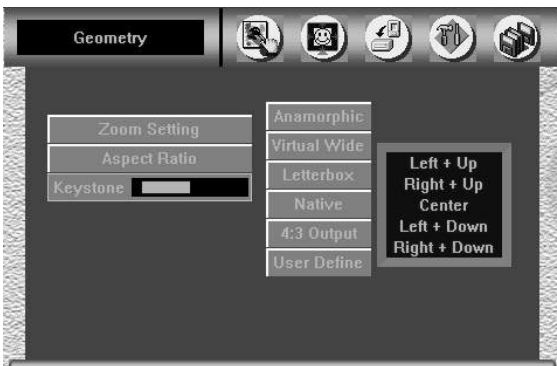 Geometry
Zoom Setting
Aspect Ratio
Keystone
Anamorphic
Virtual Wide
Letterbox
Native
4:3 Output
User Define
Left + Up
Right + Up
Center
Left + Down
Right + Down